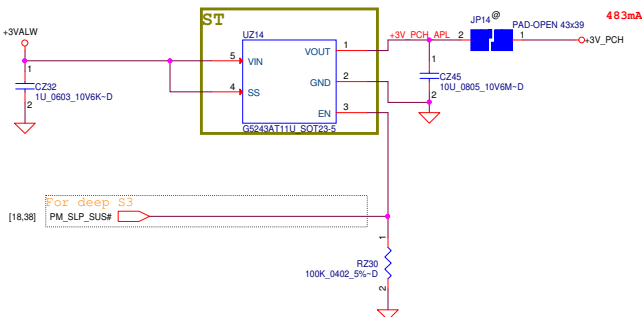 ST
+3VALW
UZ14
JP14
@
PAD-OPEN 43x39
483mA
1
5
VIN
VOUT
1
+3V_PCH_APL
2
1
+3V_PCH
CZ32
1U_0603_10V6K~D
2
4
SS
GND
2
1
CZ45
10U_0805_10V6M~D
2
EN
3
G5243AT11U_SOT23-5
For deep S3
[18,38]
PM_SLP_SUS#
1
RZ30
100K_0402_5%~D
2